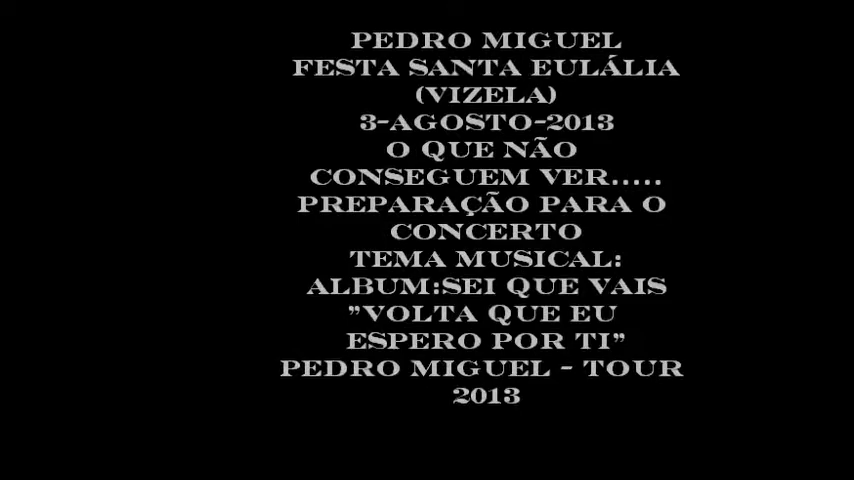 PEDRO MIGUEL
FESTA SANTA EULÁLIA
(VIZELA)
3-AGOSTO-2013
O QUE NÃO
CONSEGUEM VER.....
PREPARAÇÃO PARA O
CONCERTO
TEMA MUSICAL:
ALBUM:SEI QUE VAIS
"VOLTA QUE EU
ESPERO POR TI"
PEDRO MIGUEL - TOUR
2013